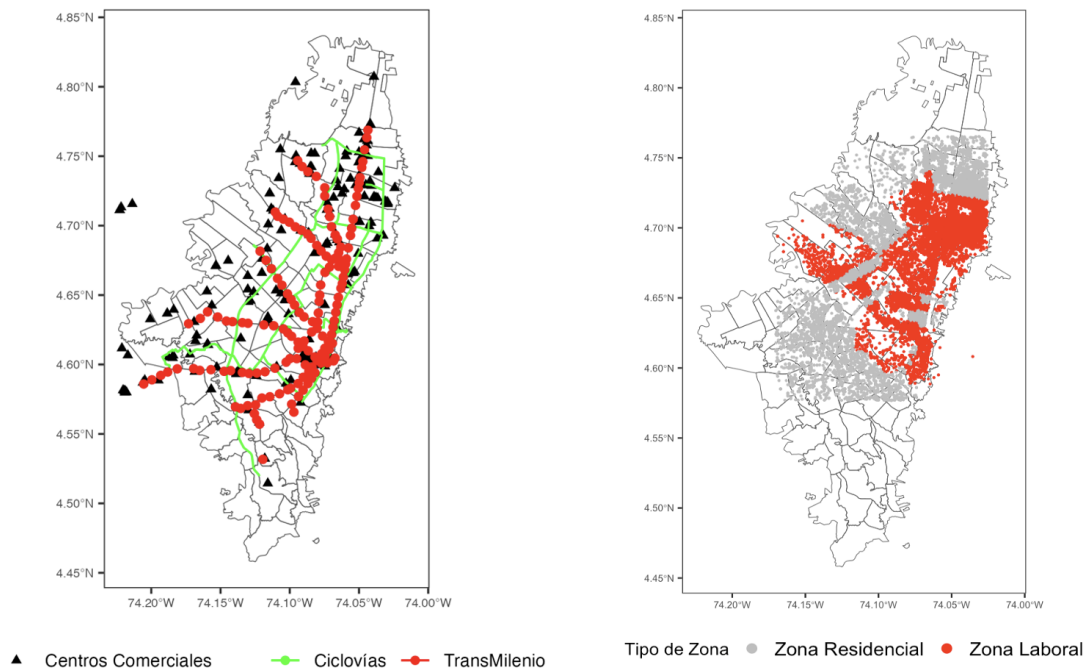 4.85°N
4.80°N
4.75°N
4.70°N
4.65°N
4.60°N
4.55°N
4.50°N
4.45°N
74.20°W 74.15°W 74.10°W 74.05°W 74.00°W
Centros Comerciales Ciclovías TransMilenio
4.85°N
4.80°N
4.75°N
4.70°N
4.65°N
4.60°N
4.55°N
4.50°N
4.45°N
74.20°W 74.15°W 74.10°W 74.05°W 74.00°W
Tipo de Zona Zona Residencial Zona Laboral